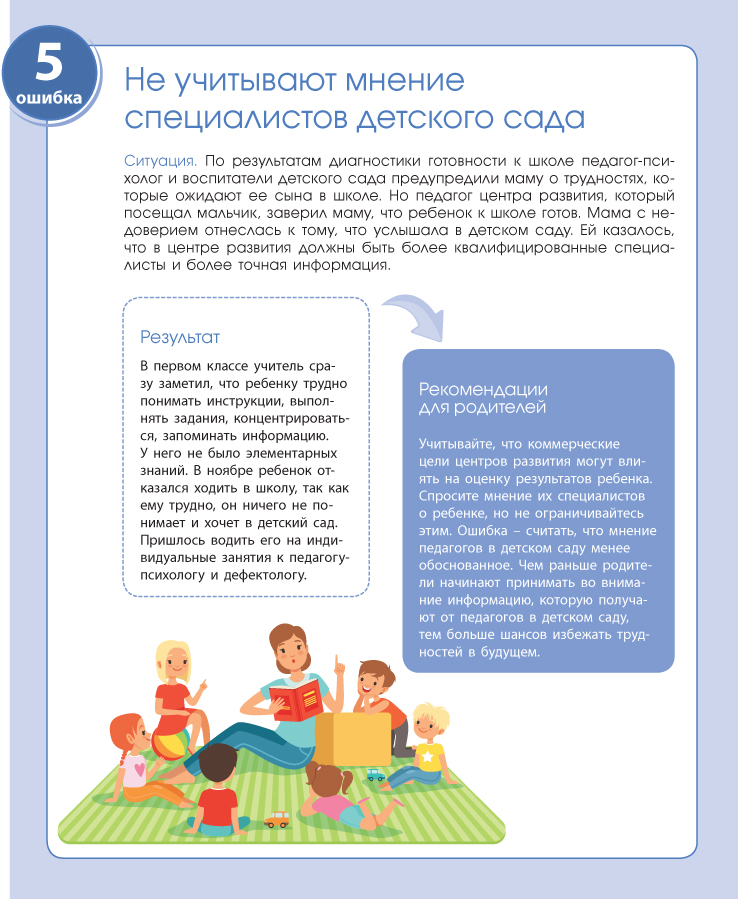 5
ошибка
Не учитывают мнение
специалистов детского сада
Ситуация. По результатам диагностики готовности к школе педагог-пси-
холог и воспитатели детского сада предупредили маму о трудностях, ко-
торые ожидают ее сына в школе. Но педагог центра развития, который
посещал мальчик, заверил маму, что ребенок к школе готов. Мама с не-
доверием отнеслась к тому, что услышала в детском саду. Ей казалось,
что в центре развития должны быть более квалифицированные специа-
листы и более точная информация.
Результат
В первом классе учитель сра-
зу заметил, что ребенку трудно
понимать инструкции, выпол-
нять задания, концентрировать-
ся, запоминать информацию.
У него не было элементарных
знаний. В ноябре ребенок от-
казался ходить в школу, так как
ему трудно, он ничего не по-
нимает и хочет в детский сад.
Пришлось водить его на инди-
видуальные занятия к педагогу-
психологу и дефектологу.
Рекомендации
для родителей
Учитывайте, что коммерческие
цели центров развития могут вли-
ять на оценку результатов ребенка.
Спросите мнение их специалистов
о ребенке, но не ограничивайтесь
этим. Ошибка – считать, что мнение
педагогов в детском саду менее
обоснованное. Чем раньше родите-
ли начинают принимать во внима-
ние информацию, которую получа-
ют от педагогов в детском саду,
тем больше шансов избежать труд-
ностей в будущем.